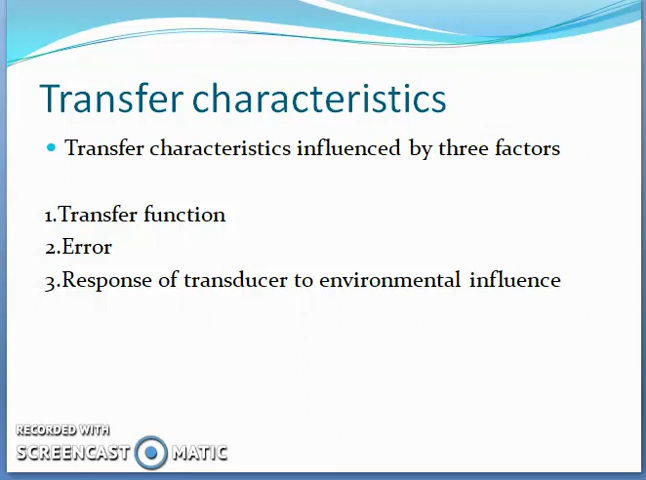 Transfer characteristics
Transfer characteristics influenced by three factors
1.Transfer function
2.Error
3.Response of transducer to environmental influence
RECORDED WITH
SCREENCAST MATIC